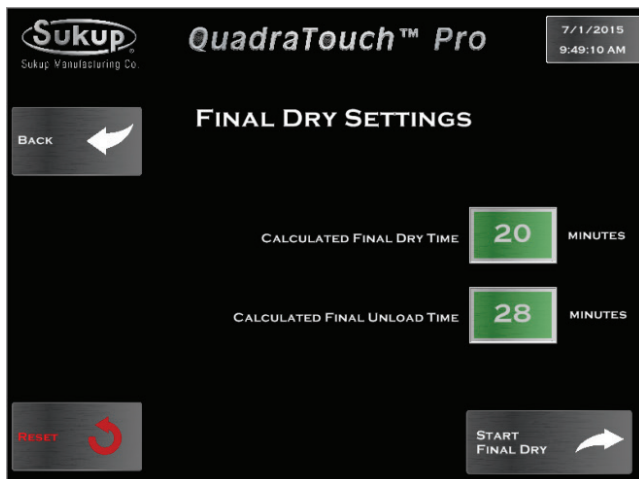 Sukup®
Sukup Manufacturing Co.
QuadraTouch™ Pro
7/1/2015
9:49:10 AM
BACK
FINAL DRY SETTINGS
CALCULATED FINAL DRY TIME 20 MINUTES
CALCULATED FINAL UNLOAD TIME 28 MINUTES
RESET
START
FINAL DRY